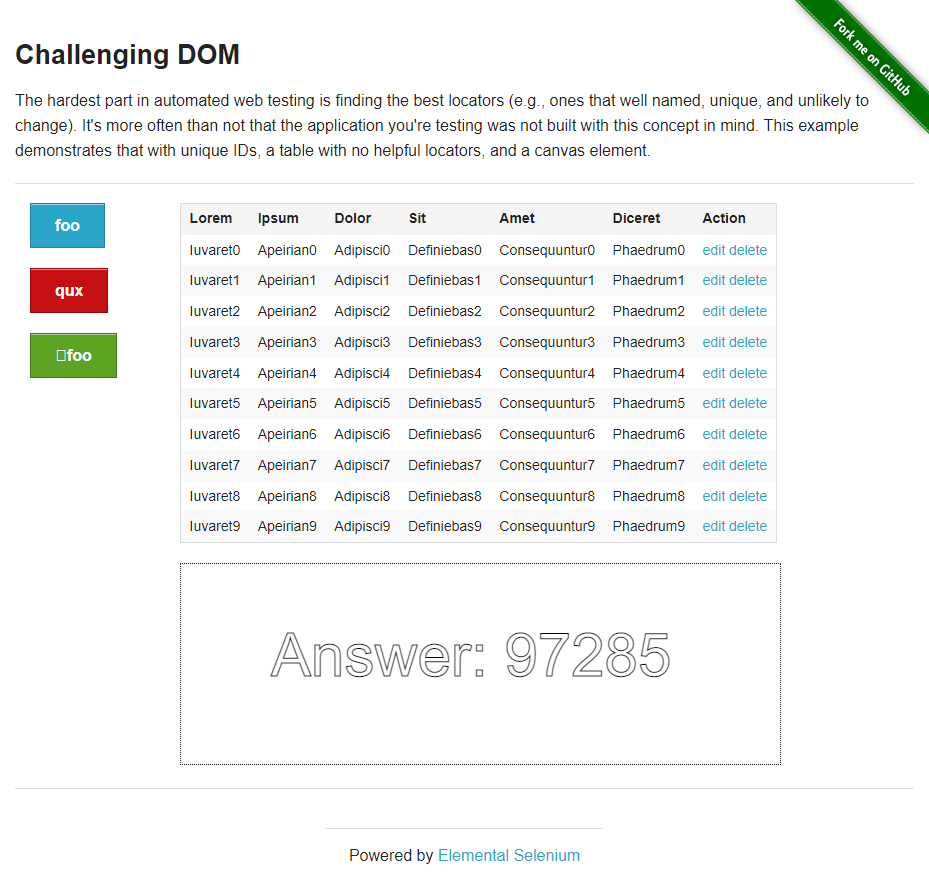 Fork me on GitHub
Challenging DOM
The hardest part in automated web testing is finding the best locators (e.g., ones that well named, unique, and unlikely to
change). It's more often than not that the application you're testing was not built with this concept in mind. This example
demonstrates that with unique IDs, a table with no helpful locators, and a canvas element.
foo
qux
foo
Lorem Ipsum Dolor Sit Amet Diceret Action
Iuvaret0 Apeirian0 Adipisci0 Definiebas0 Consequuntur0 Phaedrum0 edit delete
Iuvaret1 Apeirian1 Adipisci1 Definiebas1 Consequuntur1 Phaedrum1 edit delete
Iuvaret2 Apeirian2 Adipisci2 Definiebas2 Consequuntur2 Phaedrum2 edit delete
Iuvaret3 Apeirian3 Adipisci3 Definiebas3 Consequuntur3 Phaedrum3 edit delete
Iuvaret4 Apeirian4 Adipisci4 Definiebas4 Consequuntur4 Phaedrum4 edit delete
Iuvaret5 Apeirian5 Adipisci5 Definiebas5 Consequuntur5 Phaedrum5 edit delete
Iuvaret6 Apeirian6 Adipisci6 Definiebas6 Consequuntur6 Phaedrum6 edit delete
Iuvaret7 Apeirian7 Adipisci7 Definiebas7 Consequuntur7 Phaedrum7 edit delete
Iuvaret8 Apeirian8 Adipisci8 Definiebas8 Consequuntur8 Phaedrum8 edit delete
Iuvaret9 Apeirian9 Adipisci9 Definiebas9 Consequuntur9 Phaedrum9 edit delete
Answer: 97285
Powered by Elemental Selenium